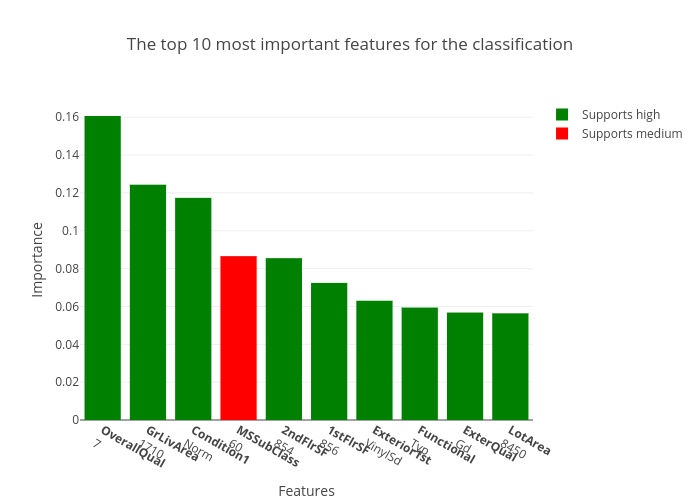 The top 10 most important features for the classification
Supports high
Supports medium
Importance
0.16
0.14
0.12
0.1
0.08
0.06
0.04
0.02
0
OverallQual
7
GrLivArea
1710
Condition1
Norm
MSSubClass
60
2ndFlrSF
854
1stFlrSF
856
Exterior1st
VinylSd
Functional
Typ
ExterQual
Gd
LotArea
8450
Features